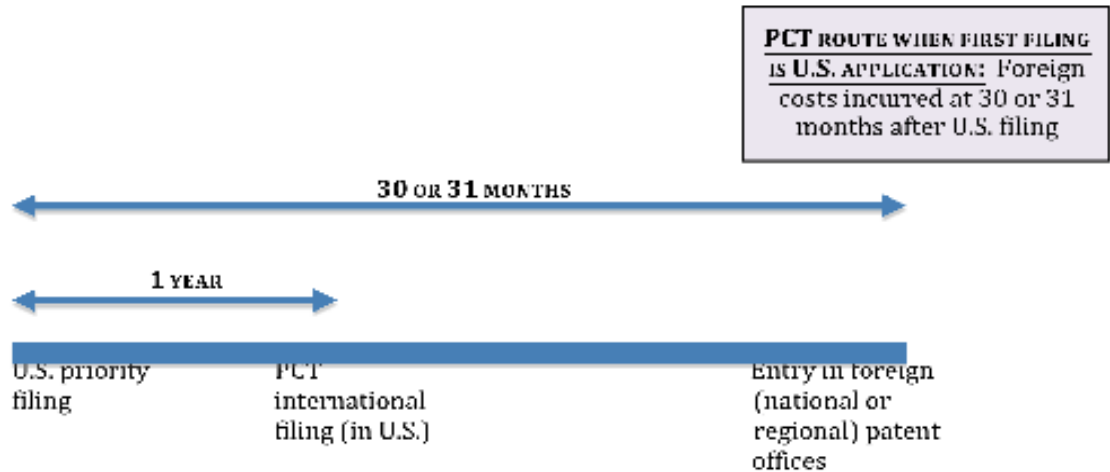 PCT ROUTE WHEN FIRST FILING
IS U.S. APPLICATION: Foreign
costs incurred at 30 or 31
months after U.S. filing
30 OR 31 MONTHS
1 YEAR
U.S. priority
filing
PCT
international
filing (in U.S.)
Entry in foreign
(national or
regional) patent
offices